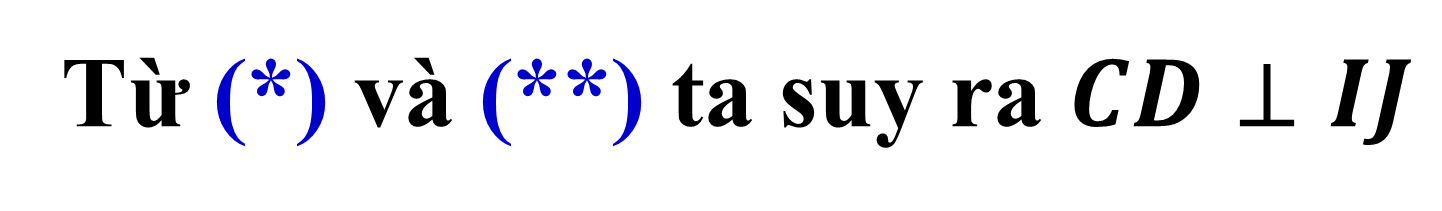 Từ (*) và (**) ta suy ra CD ⊥ IJ